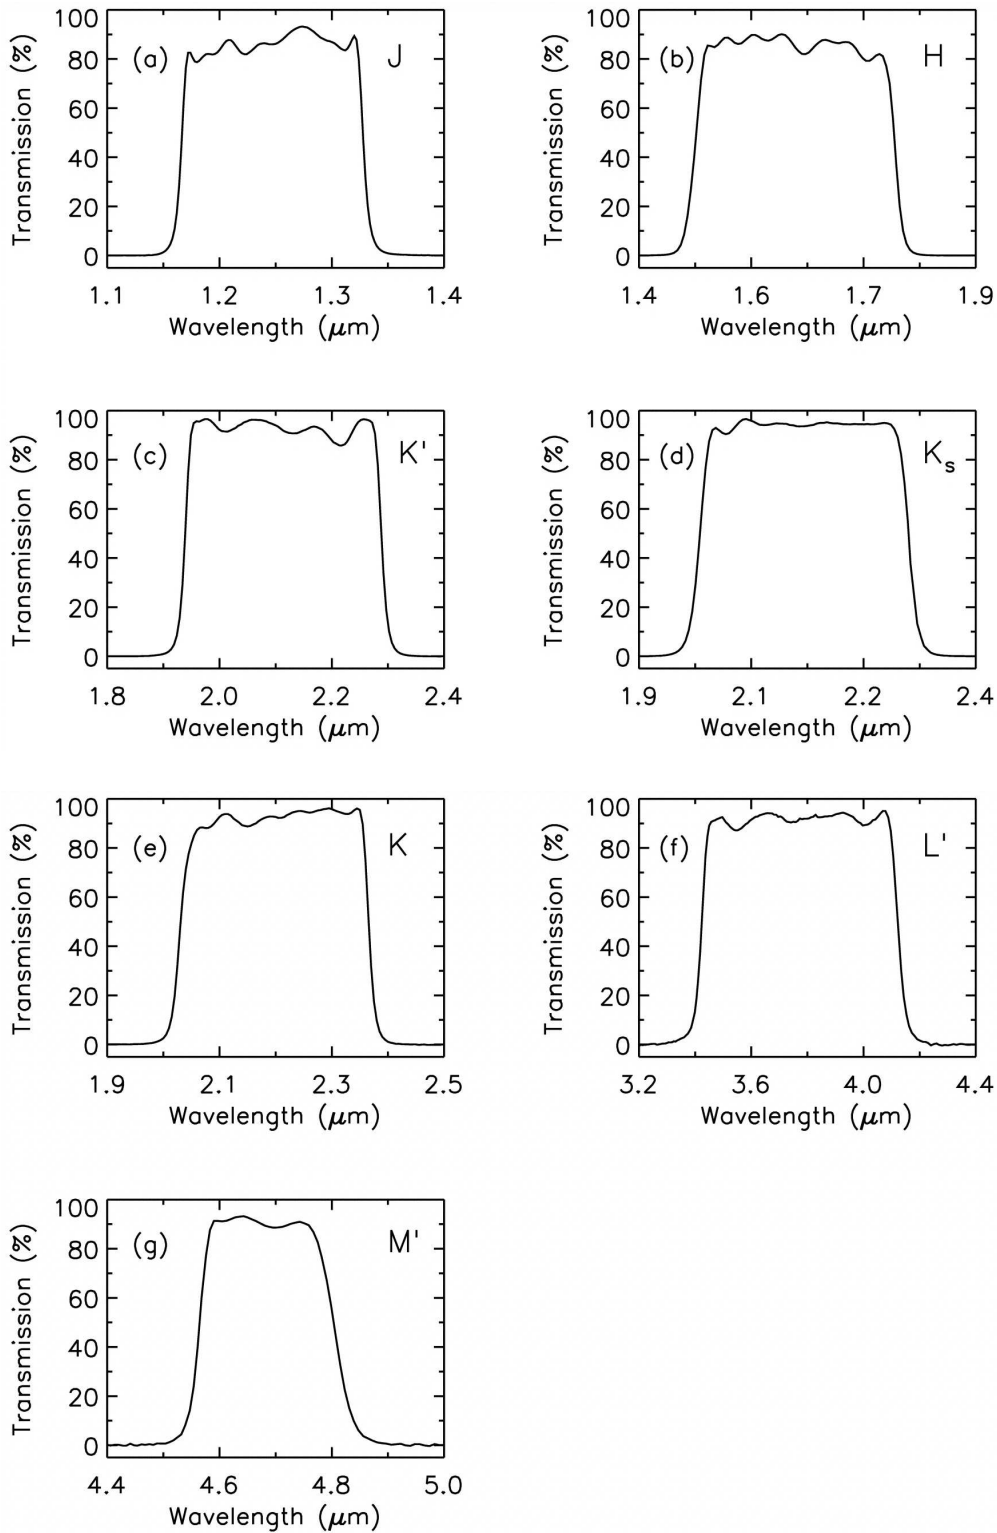 100
80
60
40
20
0
Transmission (%)
(a)
J
1.1 1.2 1.3 1.4
Wavelength (μm)
100
80
60
40
20
0
Transmission (%)
(b)
H
1.4 1.6 1.7 1.9
Wavelength (μm)
100
80
60
40
20
0
Transmission (%)
(c)
K'
1.8 2.0 2.2 2.4
Wavelength (μm)
100
80
60
40
20
0
Transmission (%)
(d)
Ks
1.9 2.1 2.2 2.4
Wavelength (μm)
100
80
60
40
20
0
Transmission (%)
(e)
K
1.9 2.1 2.3 2.5
Wavelength (μm)
100
80
60
40
20
0
Transmission (%)
(f)
L'
3.2 3.6 4.0 4.4
Wavelength (μm)
100
80
60
40
20
0
Transmission (%)
(g)
M'
4.4 4.6 4.8 5.0
Wavelength (μm)